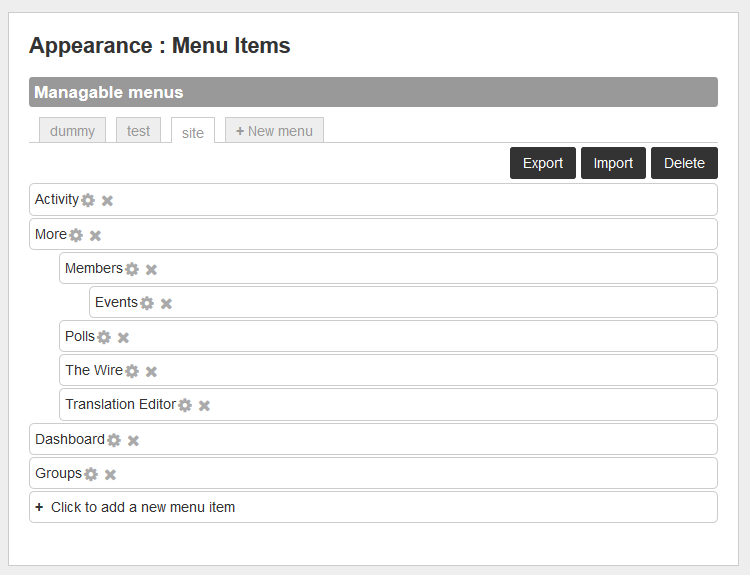 Appearance : Menu Items
Managable menus
dummy test site + New menu
Export Import Delete
Activity
More
Members
Events
Polls
The Wire
Translation Editor
Dashboard
Groups
+ Click to add a new menu item